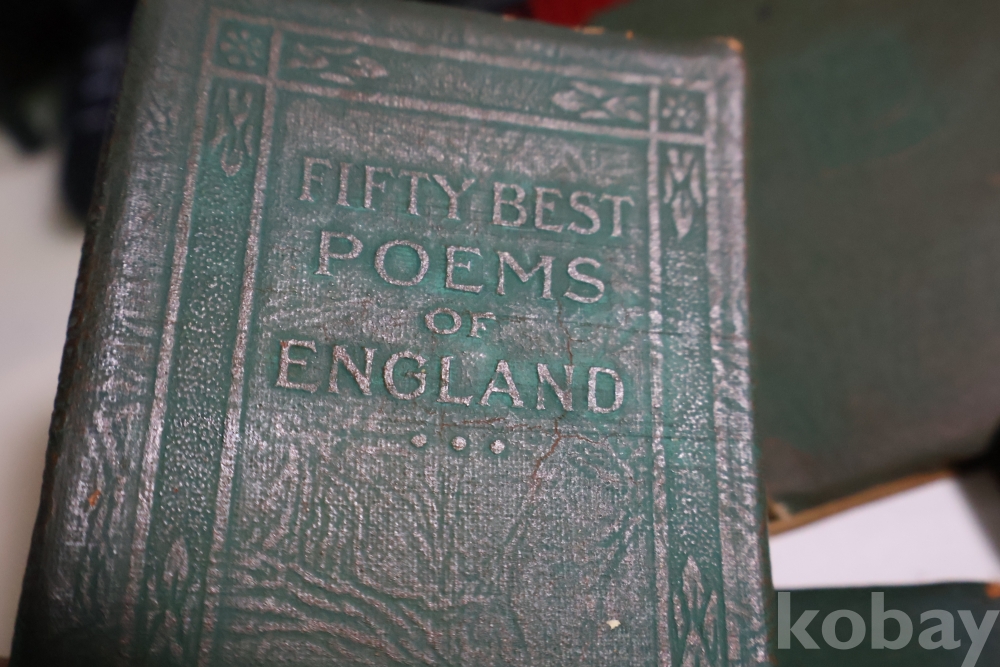 FIFTY BEST
POEMS
OF
ENGLAND
kobay